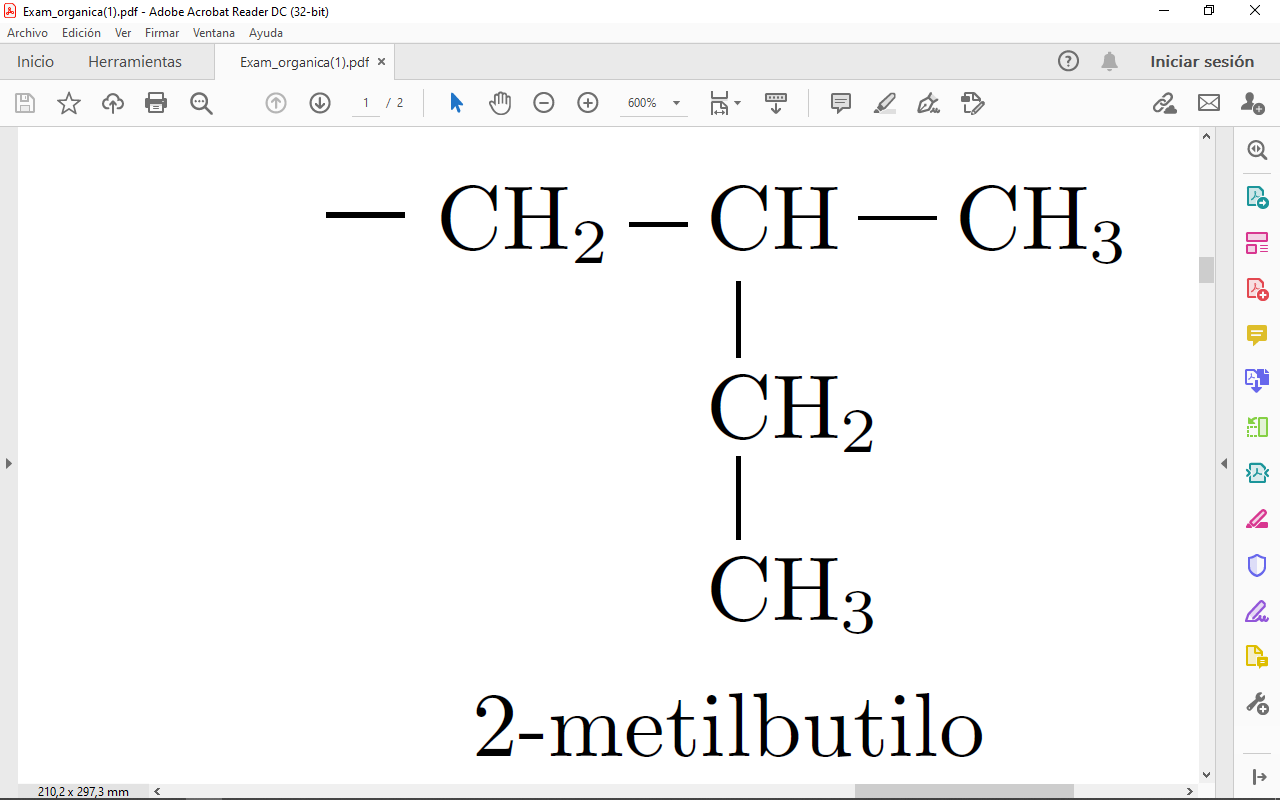 Exam_organica(1).pdf - Adobe Acrobat Reader DC (32-bit)
Archivo Edición Ver Firmar Ventana Ayuda
Inicio Herramientas Exam_organica(1).pdf × Iniciar sesión
1 / 2 600%
— CH₂ — CH — CH₃
CH₂
CH₃
2-metilbutilo
210,2 x 297,3 mm